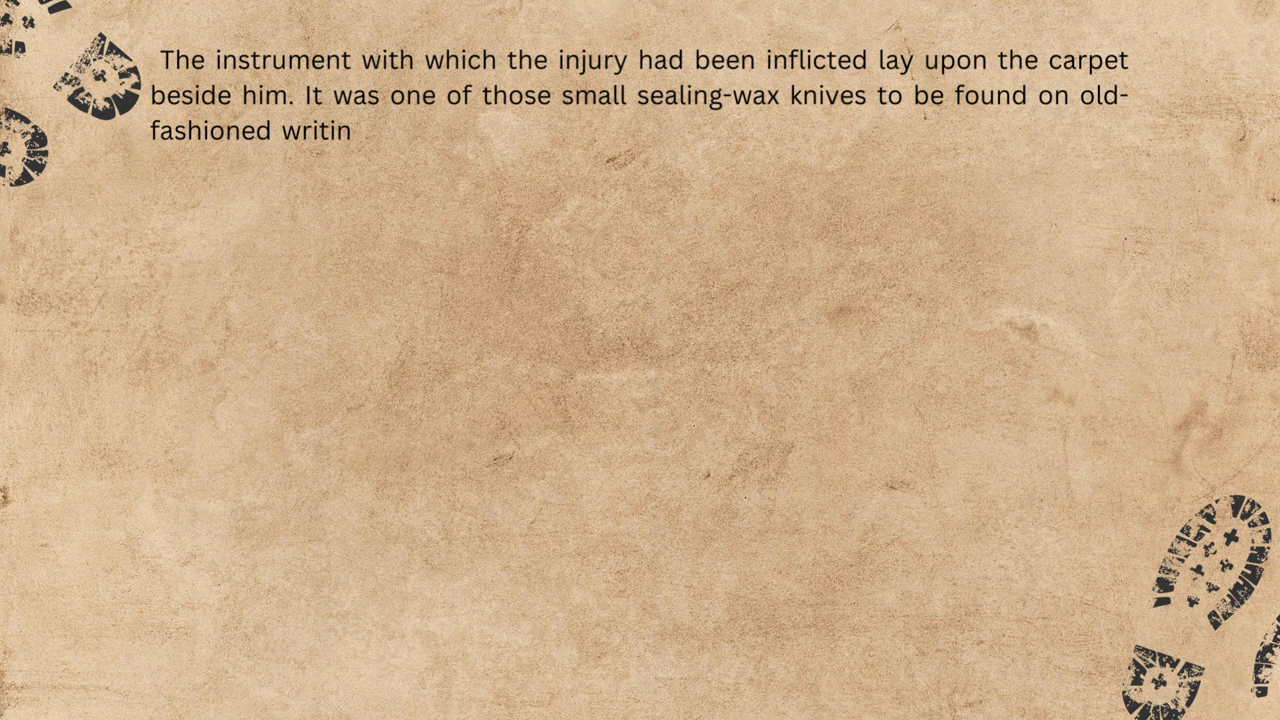 The instrument with which the injury had been inflicted lay upon the carpet
beside him. It was one of those small sealing-wax knives to be found on old-
fashioned writin